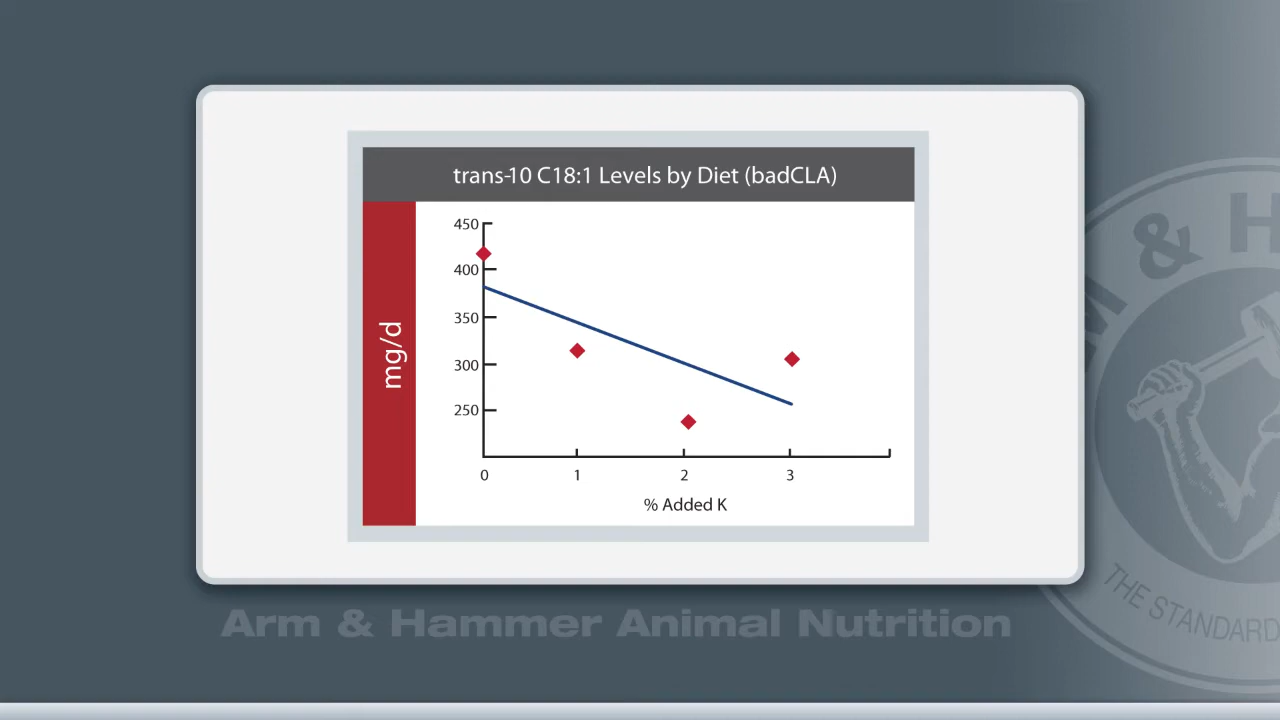 trans-10 C18:1 Levels by Diet (badCLA)
mg/d
450
400
350
300
250
0 1 2 3
% Added K
Arm & Hammer Animal Nutrition
M & H
THE STANDARD